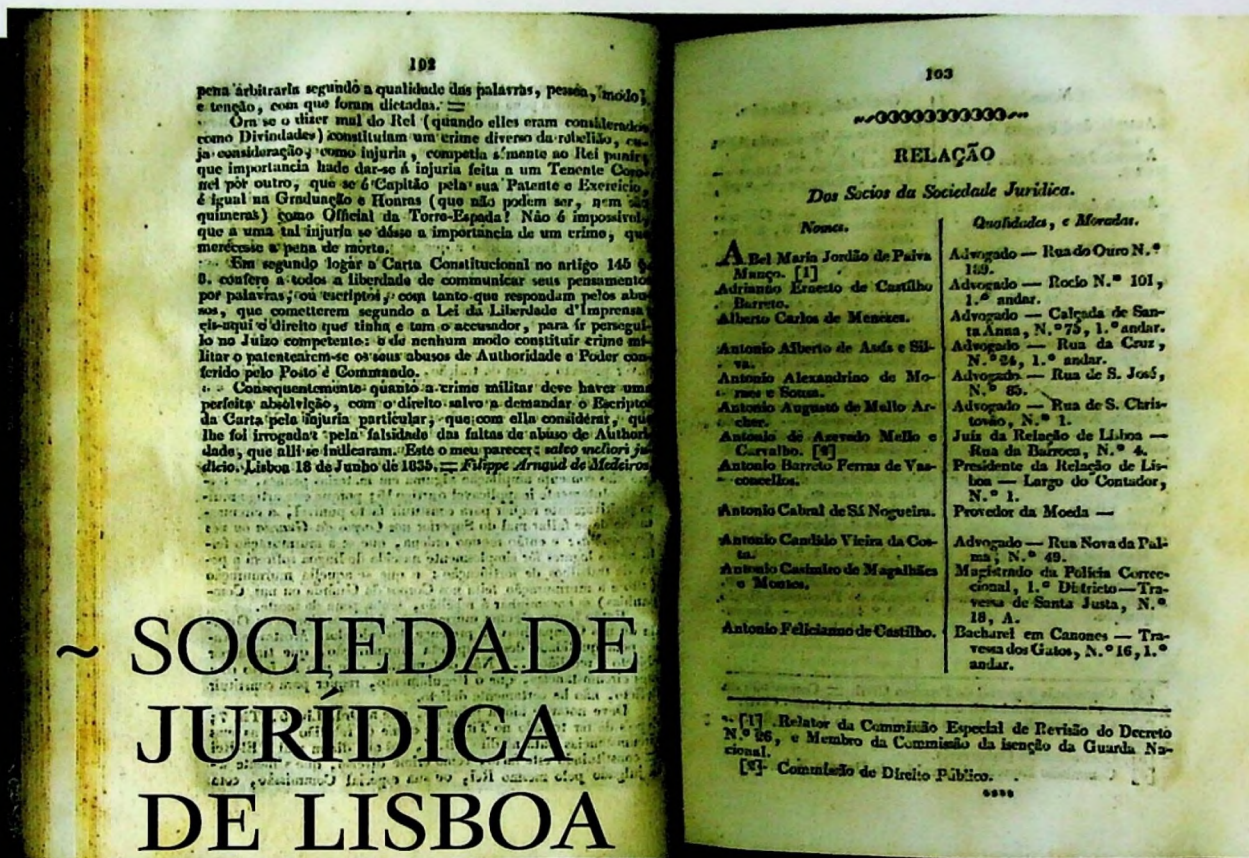 102
pena arbitraria segundo a qualidade das palavras, pessoa, modo,
e tenção, com que foram dictadas. =
Ora se o dizer mal do Rei (quando elles eram considerados
como Divindades) constituiam um crime diverso da rebelião, cu-
ja consideração, como injuria, competia sómente ao Rei punir,
que importancia hade dar-se á injuria feita a um Tenente Coro-
nel por outro, que se é Capitão pela sua Patente e Exercicio,
é igual na Graduação e Honras (que não podem ser, nem são
quimeras) como Official da Torre-Espada! Não é impossivel,
que a uma tal injuria se désse a importancia de um crime, que
merecesse a pena de morte.
Em segundo logar a Carta Constitucional no artigo 145 §.
3. confere a todos a liberdade de communicar seus pensamentos
por palavras, ou escriptos, com tanto que respondam pelos abu-
sos, que cometterem segundo a Lei da Liberdade d'Imprensa
eis-aqui o direito que tinha e tem o accusador, para ir persegui-
lo no Juizo competente: e de nenhum modo constituir crime mi-
litar o patentearem-se os seus abusos de Authoridade e Poder con-
ferido pelo Posto é Commando.
Consequentemente quanto a crime militar deve haver uma
perfeita absolvição, com o direito salvo a demandar o Escripto
da Carta pela injuria particular, que com ella considerar, que
lhe foi irrogada: pela falsidade das faltas de abuso de Authori-
dade, que alli se indicaram. Este o meu parecer: salvo meliori ju-
dicio. Lisboa 18 de Junho de 1835. = Filippe Arnaud de Medeiros
~ SOCIEDADE
JURÍDICA
DE LISBOA
103
RELAÇÃO
Dos Socios da Sociedade Juridica.
Nomes. Qualidades, e Moradas.
ABel Maria Jordão de Paiva Advogado — Rua do Ouro N.º
Manço. [1] 189.
Adrianno Ernesto de Castilho Advogado — Rocio N.º 101,
Barreto. 1.º andar.
Alberto Carlos de Menezes. Advogado — Calçada de San-
ta Anna, N.º 75, 1.º andar.
Antonio Alberto de Assis e Sil- Advogado — Rua da Cruz,
va. N.º 24, 1.º andar.
Antonio Alexandrino de Mo- Advogado — Rua de S. José,
raes e Sousa. N.º 85.
Antonio Augusto de Mello Ar- Advogado — Rua de S. Chris-
cher. tovão, N.º 1.
Antonio de Azevedo Mello e Juis da Relação de Lisboa —
Carvalho. [2] Rua da Barroca, N.º 4.
Antonio Barreto Ferras de Vas- Presidente da Relação de Lis-
concellos. boa — Largo do Contador,
N.º 1.
Antonio Cabral de Sá Nogueira. Provedor da Moeda —
Antonio Candido Vieira da Cos- Advogado — Rua Nova da Pal-
ta. ma, N.º 49.
Antonio Casimiro de Magalhães Magistrado da Policia Correc-
e Montes. cional, 1.º Districto—Tra-
vessa de Santa Justa, N.º
18, A.
Antonio Felicianno de Castilho. Bacharel em Canones — Tra-
vessa dos Gatos, N.º 16, 1.º
andar.
[1] Relator da Commissão Especial de Revisão do Decreto
N.º 26, e Membro da Commissão da isenção da Guarda Na-
cional.
[2] Commissão de Direito Público.